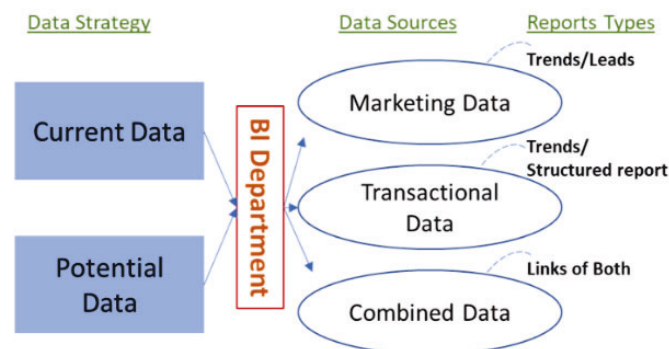 Data Strategy
Data Sources
Reports Types
Current Data
Potential
Data
BI Department
Marketing Data
Trends/Leads
Transactional
Data
Trends/
Structured report
Combined Data
Links of Both